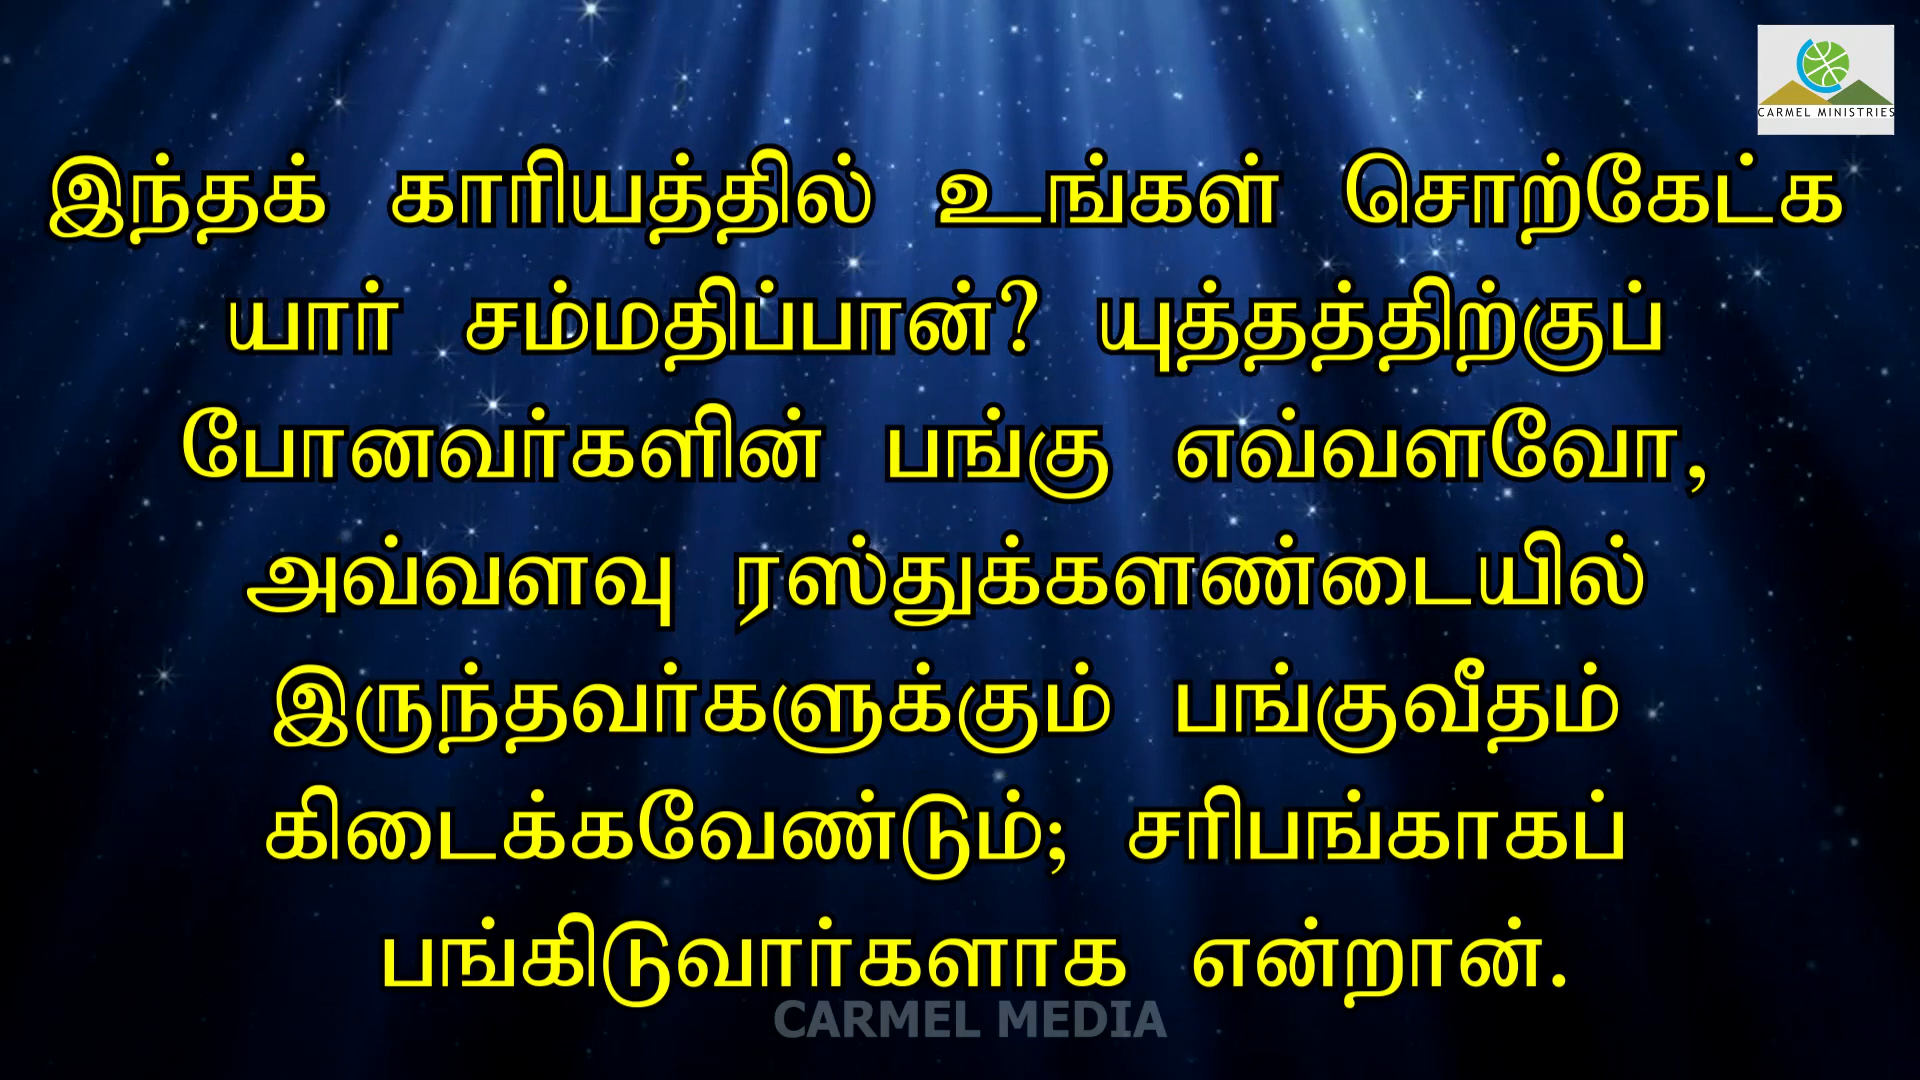 CARMEL MINISTRIES
இந்தக் காரியத்தில் உங்கள் சொற்கேட்க
யார் சம்மதிப்பான்? யுத்தத்திற்குப்
போனவர்களின் பங்கு எவ்வளவோ,
அவ்வளவு ரஸ்துக்களண்டையில்
இருந்தவர்களுக்கும் பங்குவீதம்
கிடைக்கவேண்டும்; சரிபங்காகப்
பங்கிடுவார்களாக என்றான்.
CARMEL MEDIA